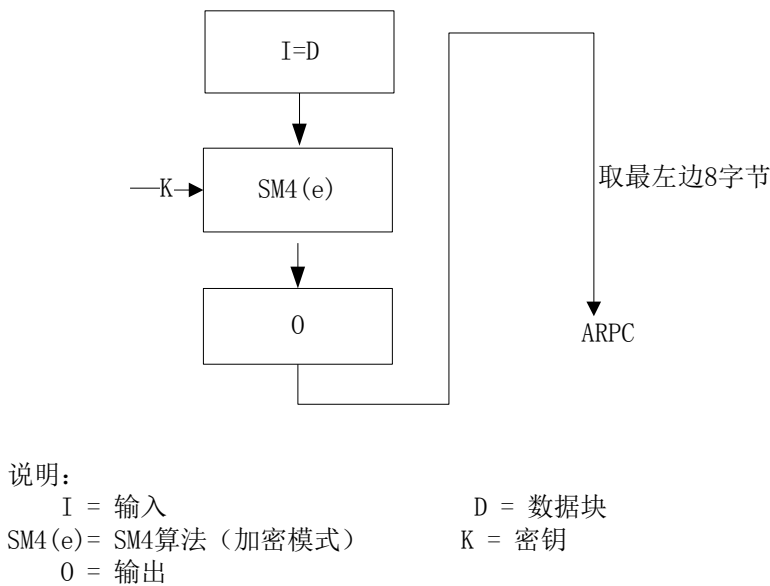 I=D
K
SM4(e)
取最左边8字节
O
ARPC
说明:
I = 输入
D = 数据块
SM4(e)= SM4算法（加密模式）
K = 密钥
O = 输出